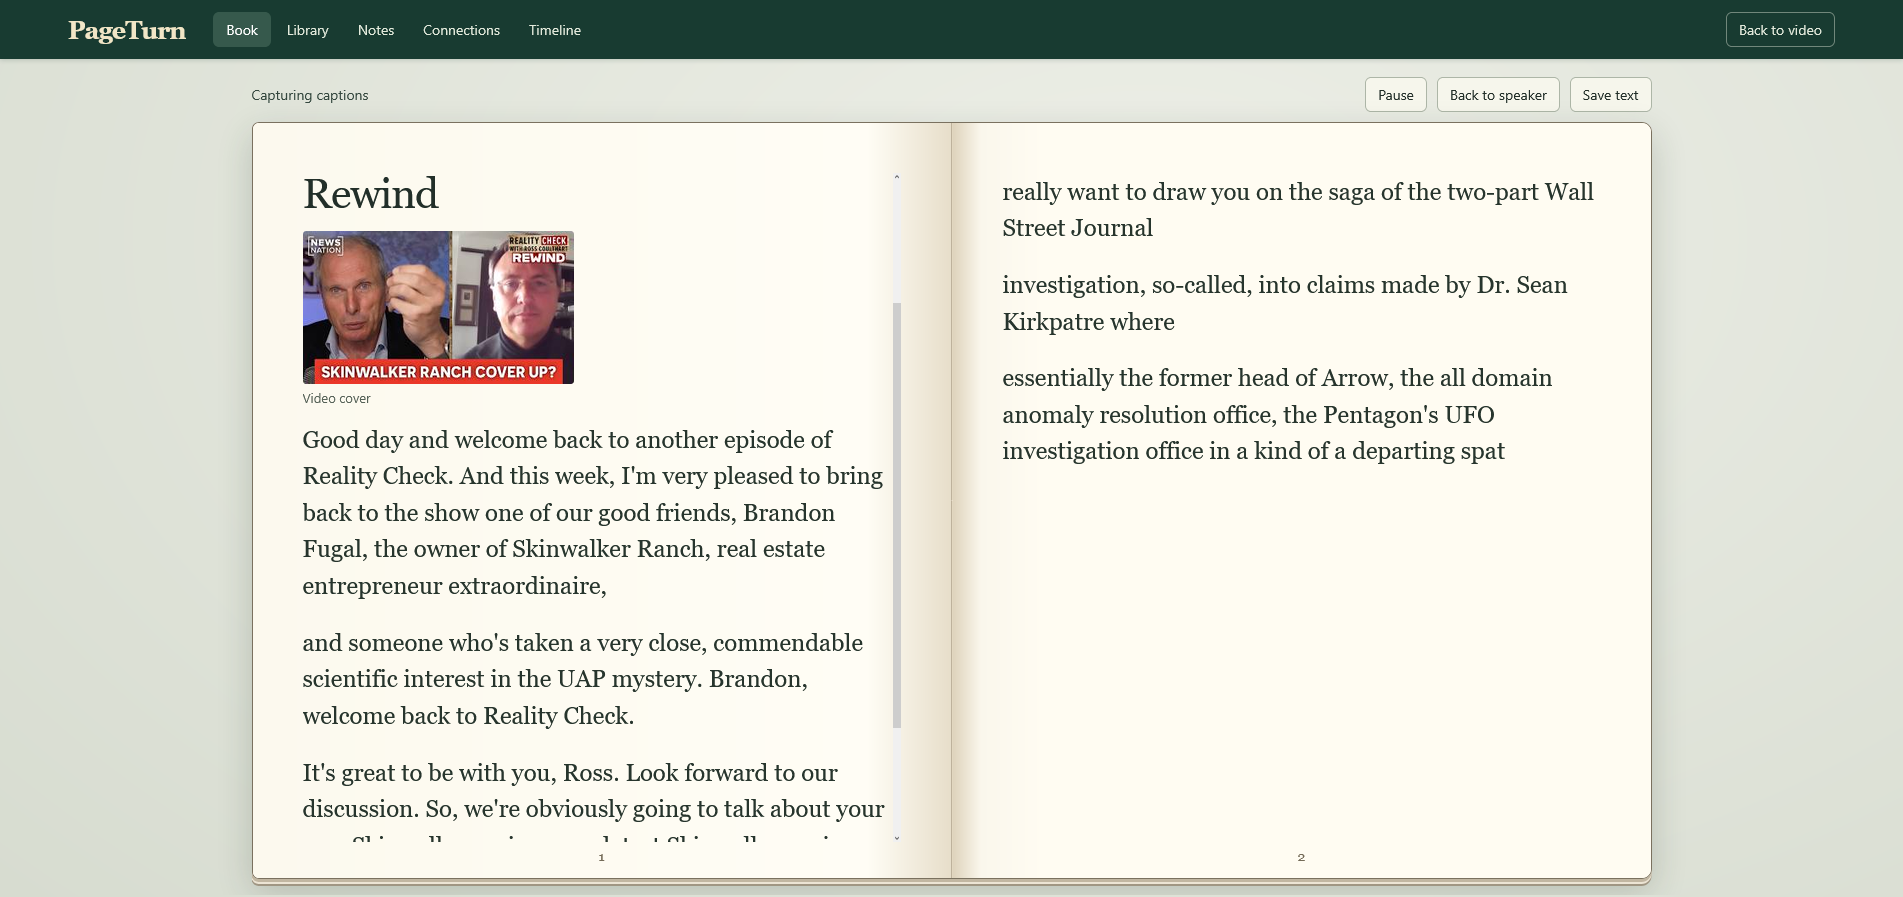 PageTurn
Book
Library
Notes
Connections
Timeline
Back to video
Capturing captions
Pause
Back to speaker
Save text
Rewind
NEWS
NATION
REALITY CHECK
WITH ROSS COULTHART
REWIND
SKINWALKER RANCH COVER UP?
Video cover
Good day and welcome back to another episode of
Reality Check. And this week, I'm very pleased to bring
back to the show one of our good friends, Brandon
Fugal, the owner of Skinwalker Ranch, real estate
entrepreneur extraordinaire,
and someone who's taken a very close, commendable
scientific interest in the UAP mystery. Brandon,
welcome back to Reality Check.
It's great to be with you, Ross. Look forward to our
discussion. So, we're obviously going to talk about your
1
really want to draw you on the saga of the two-part Wall
Street Journal
investigation, so-called, into claims made by Dr. Sean
Kirkpatre where
essentially the former head of Arrow, the all domain
anomaly resolution office, the Pentagon's UFO
investigation office in a kind of a departing spat
2